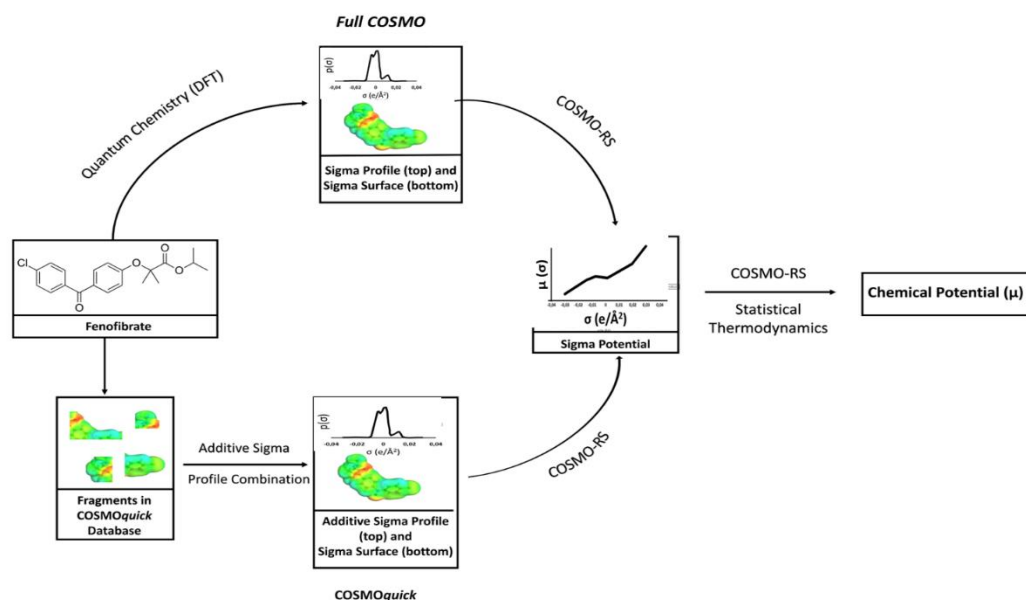 Full COSMO
p(σ)
-0,04 -0,02 0 0,02 0,04
σ (e/Å²)
Sigma Profile (top) and
Sigma Surface (bottom)
Quantum Chemistry (DFT)
COSMO-RS
Cl
O
O
O
O
Fenofibrate
μ (σ)
σ (e/Å²)
Sigma Potential
COSMO-RS
Statistical
Thermodynamics
Chemical Potential (μ)
Fragments in
COSMOquick
Database
Additive Sigma
Profile Combination
p(σ)
-0,04 -0,02 0 0,02 0,04
σ (e/Å²)
Additive Sigma Profile
(top) and
Sigma Surface (bottom)
COSMO-RS
COSMOquick